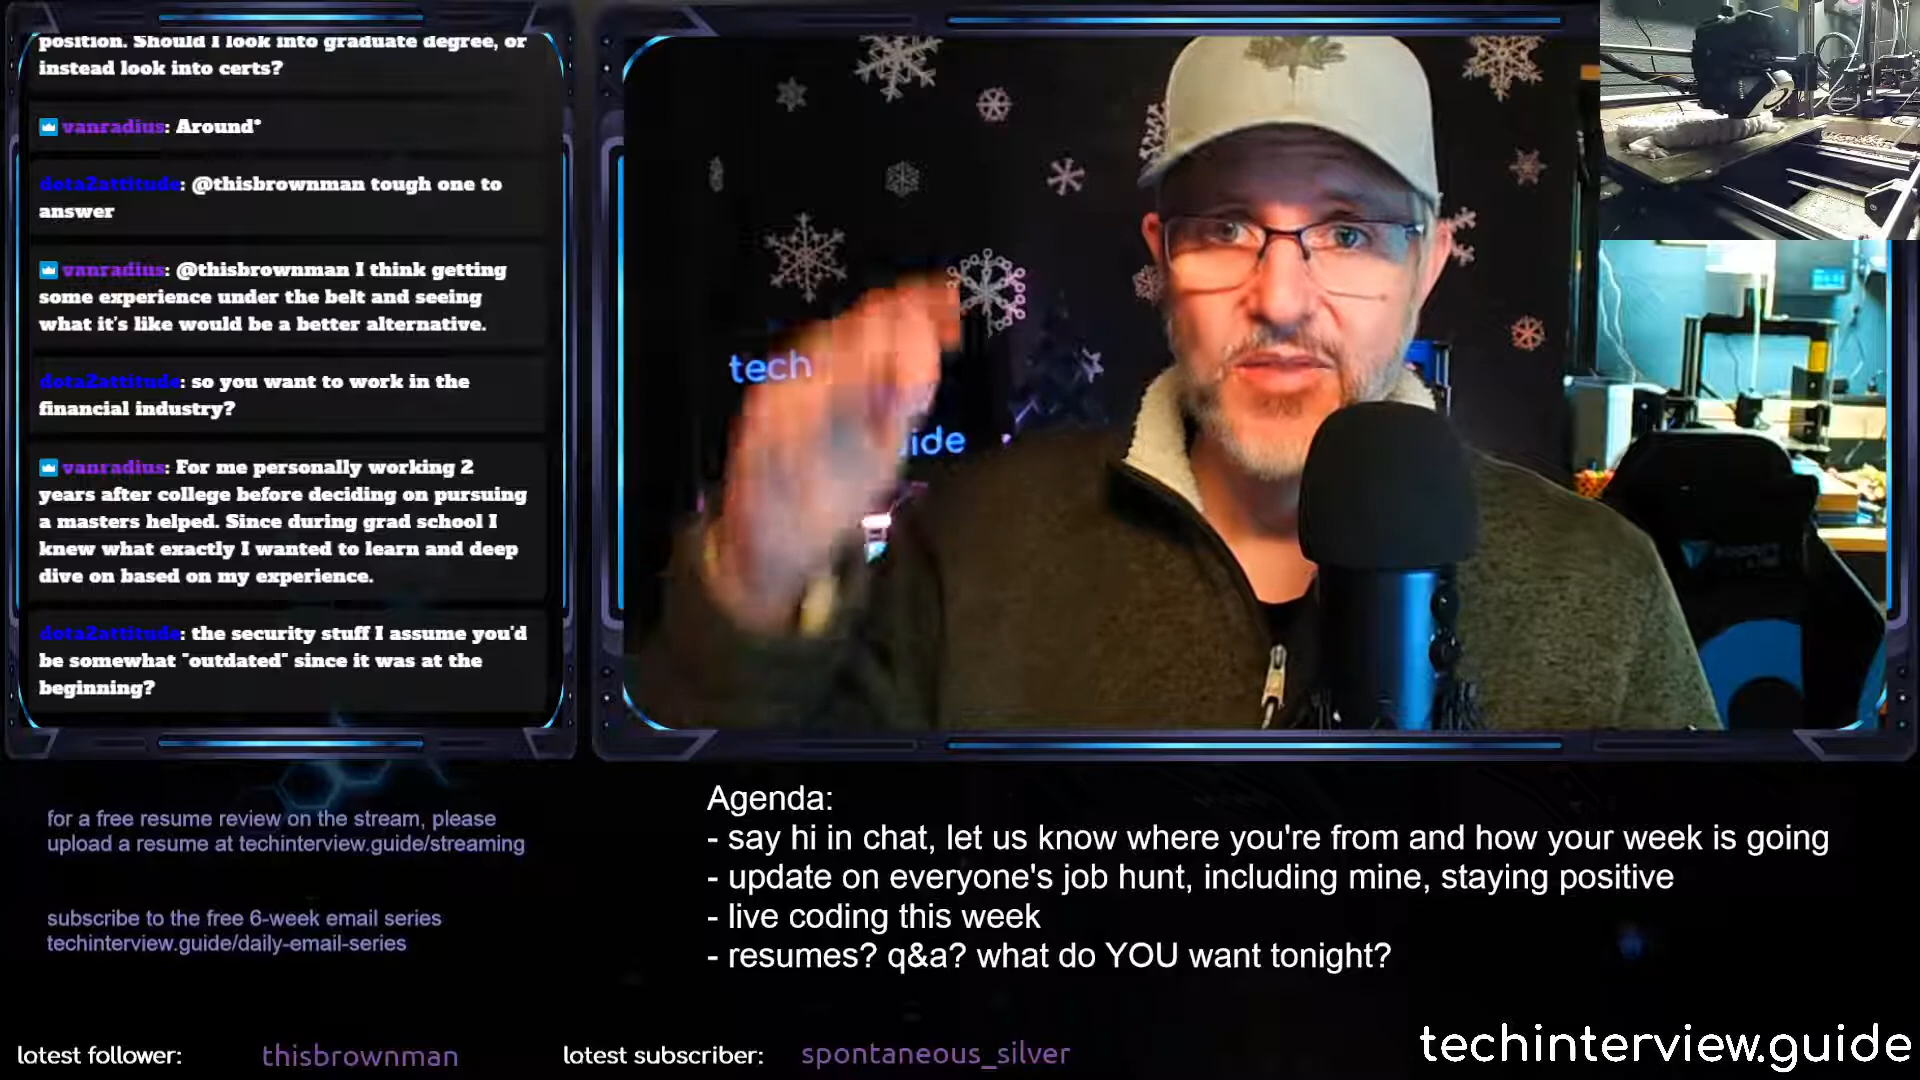 position. Should I look into graduate degree, or
instead look into certs?
vanradius: Around*
dota2attitude: @thisbrownman tough one to
answer
vanradius: @thisbrownman I think getting
some experience under the belt and seeing
what it's like would be a better alternative.
dota2attitude: so you want to work in the
financial industry?
vanradius: For me personally working 2
years after college before deciding on pursuing
a masters helped. Since during grad school I
knew what exactly I wanted to learn and deep
dive on based on my experience.
dota2attitude: the security stuff I assume you'd
be somewhat "outdated" since it was at the
beginning?
tech
uide
for a free resume review on the stream, please
upload a resume at techinterview.guide/streaming
subscribe to the free 6-week email series
techinterview.guide/daily-email-series
Agenda:
- say hi in chat, let us know where you're from and how your week is going
- update on everyone's job hunt, including mine, staying positive
- live coding this week
- resumes? q&a? what do YOU want tonight?
latest follower: thisbrownman
latest subscriber: spontaneous_silver
techinterview.guide